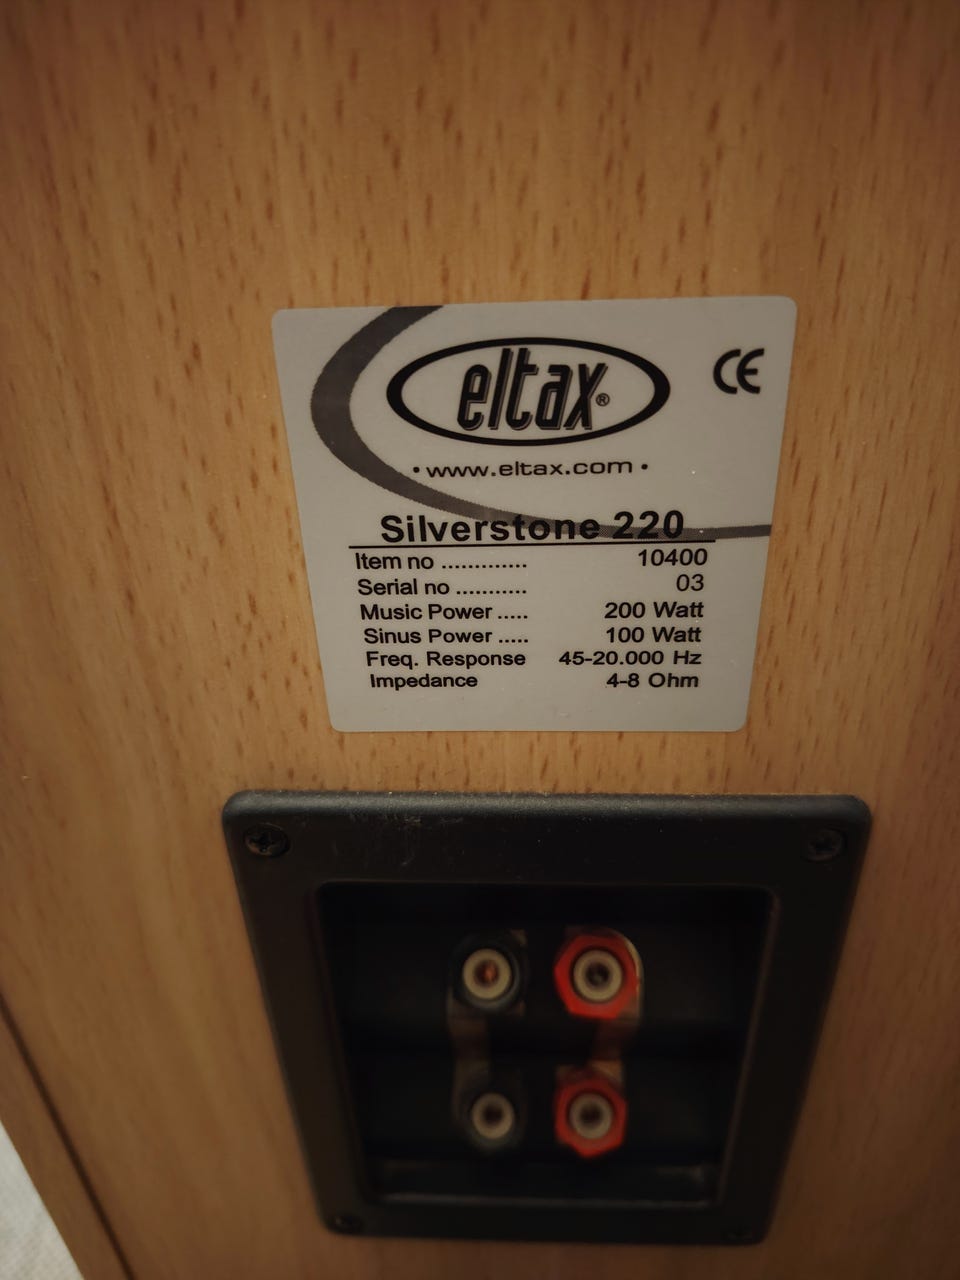 eltax®
CE
• www.eltax.com •
Silverstone 220
Item no ............. 10400
Serial no ........... 03
Music Power ..... 200 Watt
Sinus Power ..... 100 Watt
Freq. Response 45-20.000 Hz
Impedance 4-8 Ohm